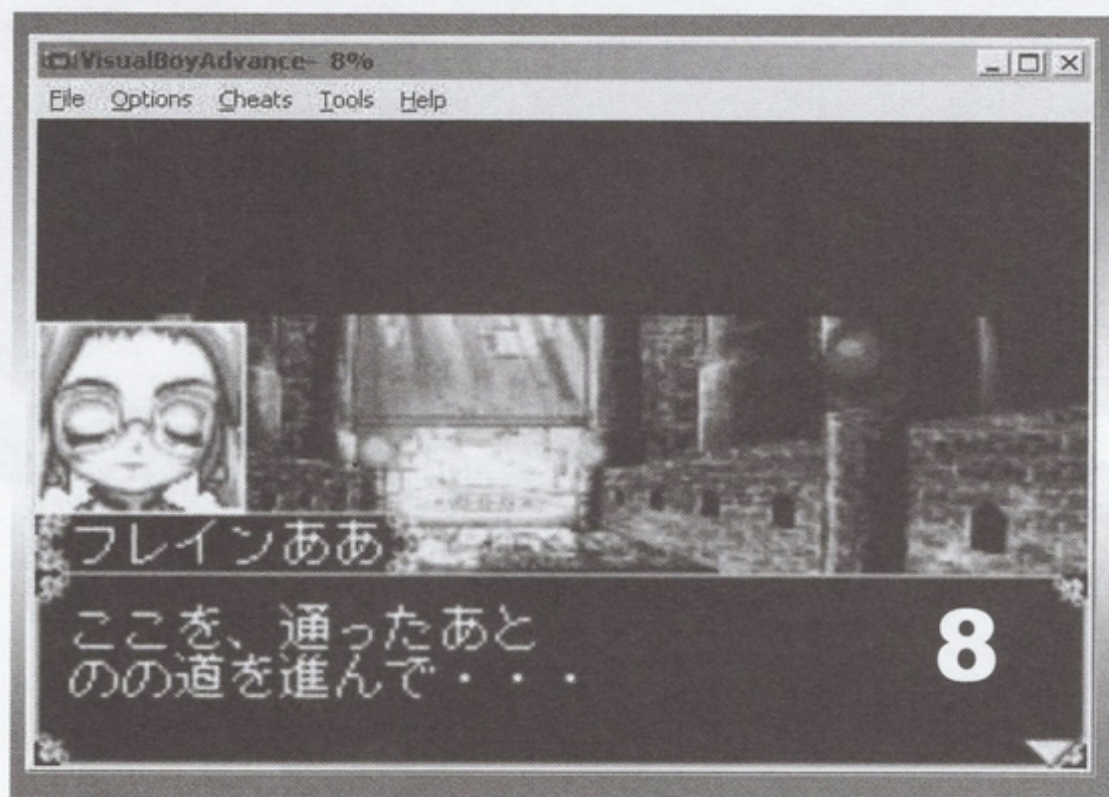 VisualBoyAdvance- 8%
File Options Cheats Tools Help
フレインああ
ここを、通ったあと
のの道を進んで・・・
8